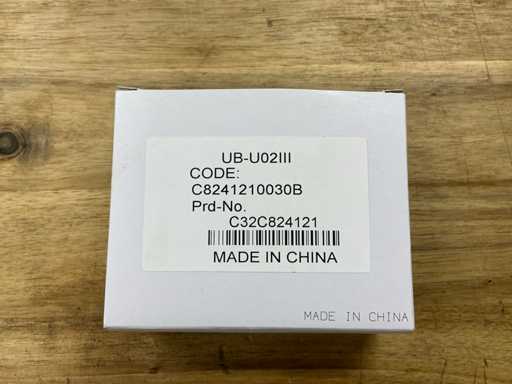 UB-U02III
CODE:
C8241210030B
Prd-No.
C32C824121
MADE IN CHINA
MADE IN CHINA